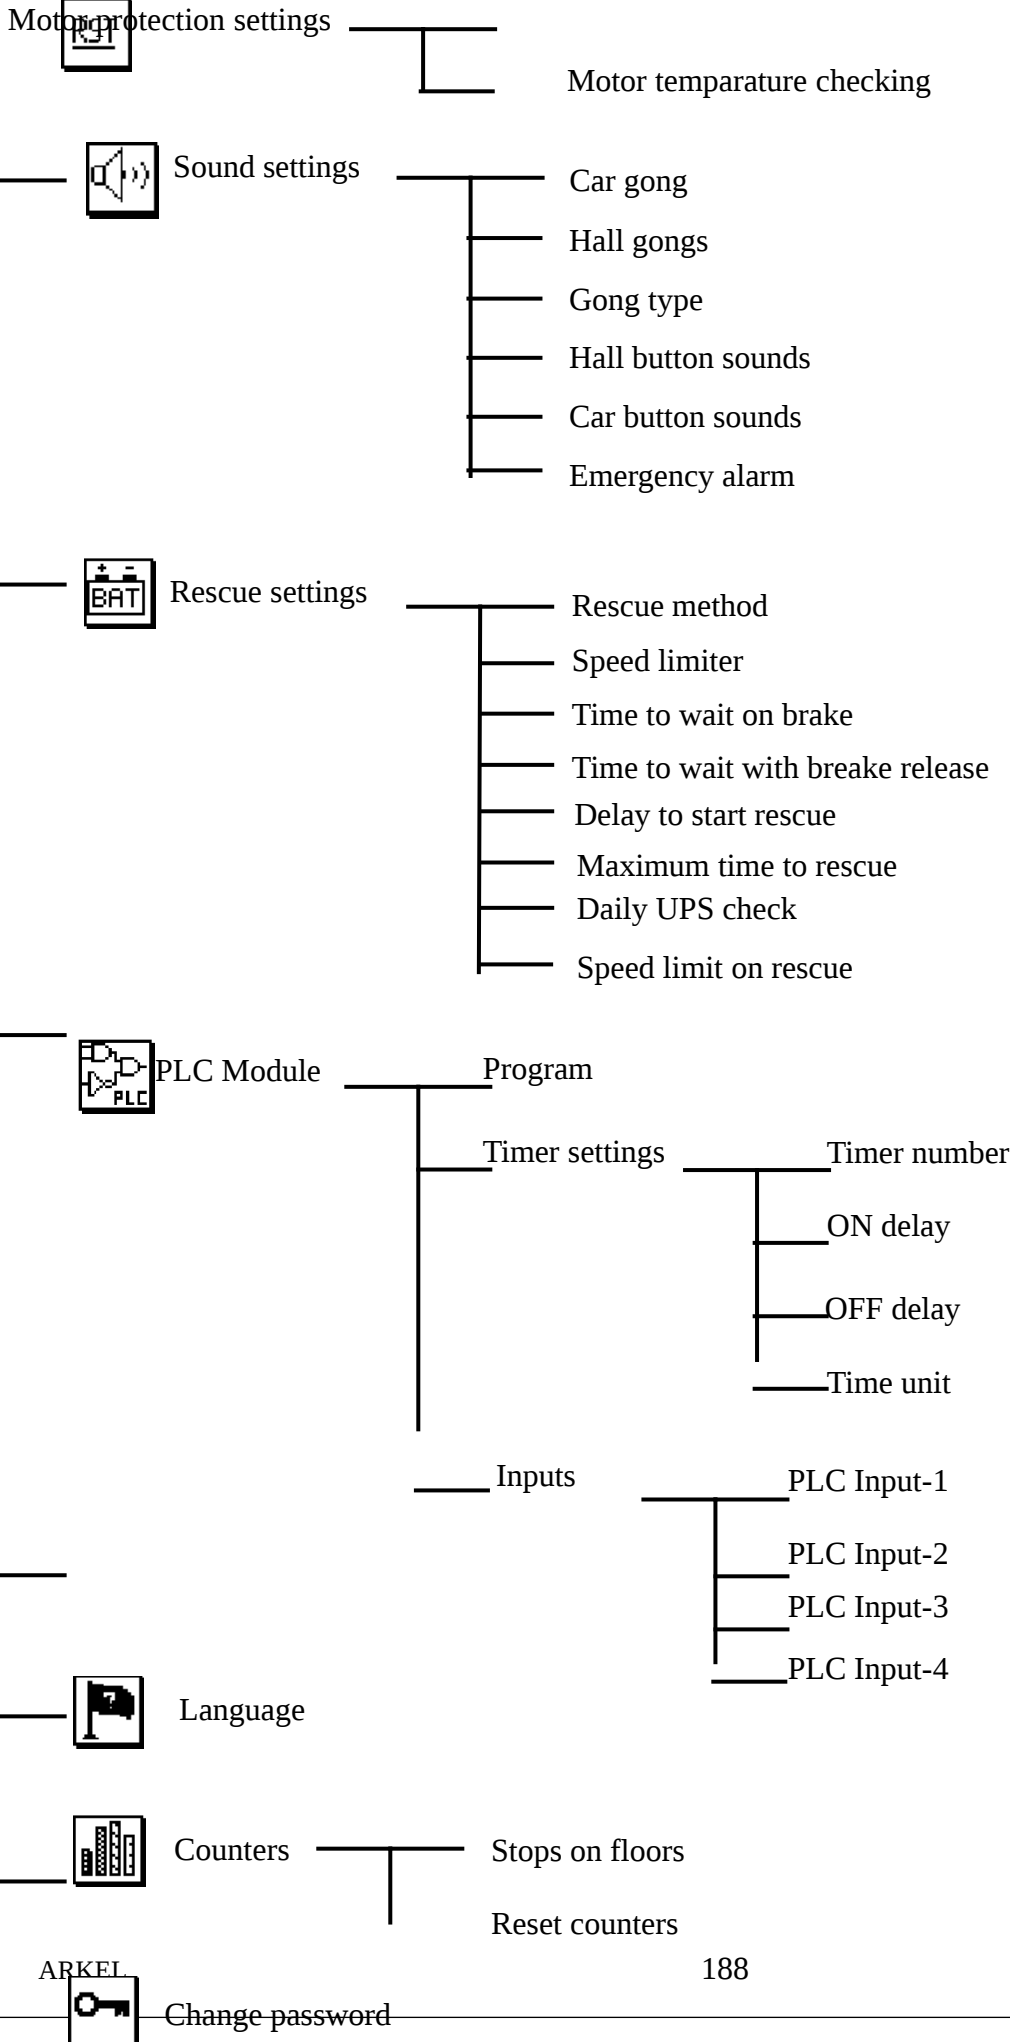 Motor protection settings
RST
Motor temparature checking
Sound settings
Car gong
Hall gongs
Gong type
Hall button sounds
Car button sounds
Emergency alarm
BAT
Rescue settings
Rescue method
Speed limiter
Time to wait on brake
Time to wait with breake release
Delay to start rescue
Maximum time to rescue
Daily UPS check
Speed limit on rescue
PLC
PLC Module
Program
Timer settings
Timer number
ON delay
OFF delay
Time unit
Inputs
PLC Input-1
PLC Input-2
PLC Input-3
PLC Input-4
Language
Counters
Stops on floors
Reset counters
ARKEL
188
Change password